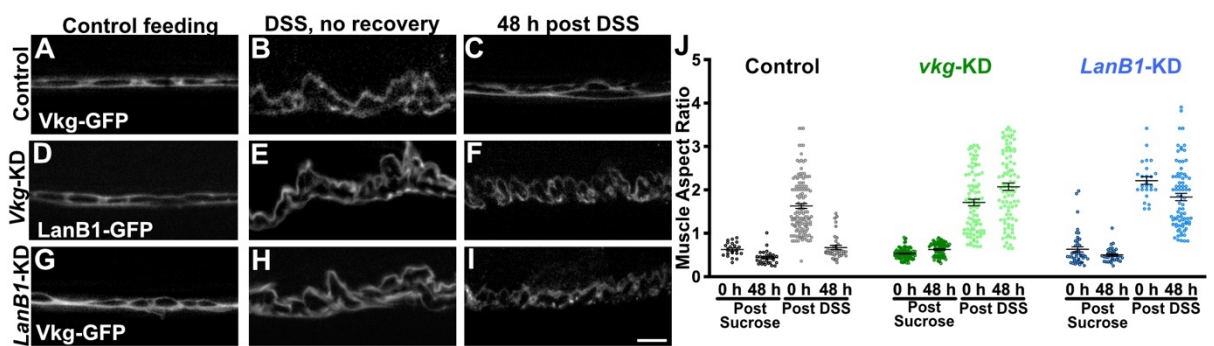 Control feeding
DSS, no recovery
48 h post DSS
Control
A
Vkg-GFP
B
C
Vkg-KD
D
LanB1-GFP
E
F
LanB1-KD
G
Vkg-GFP
H
I
J
Muscle Aspect Ratio
5
4
3
2
1
0
Control
vkg-KD
LanB1-KD
0 h 48 h 0 h 48 h
Post Sucrose
Post DSS
0 h 48 h 0 h 48 h
Post Sucrose
Post DSS
0 h 48 h 0 h 48 h
Post Sucrose
Post DSS